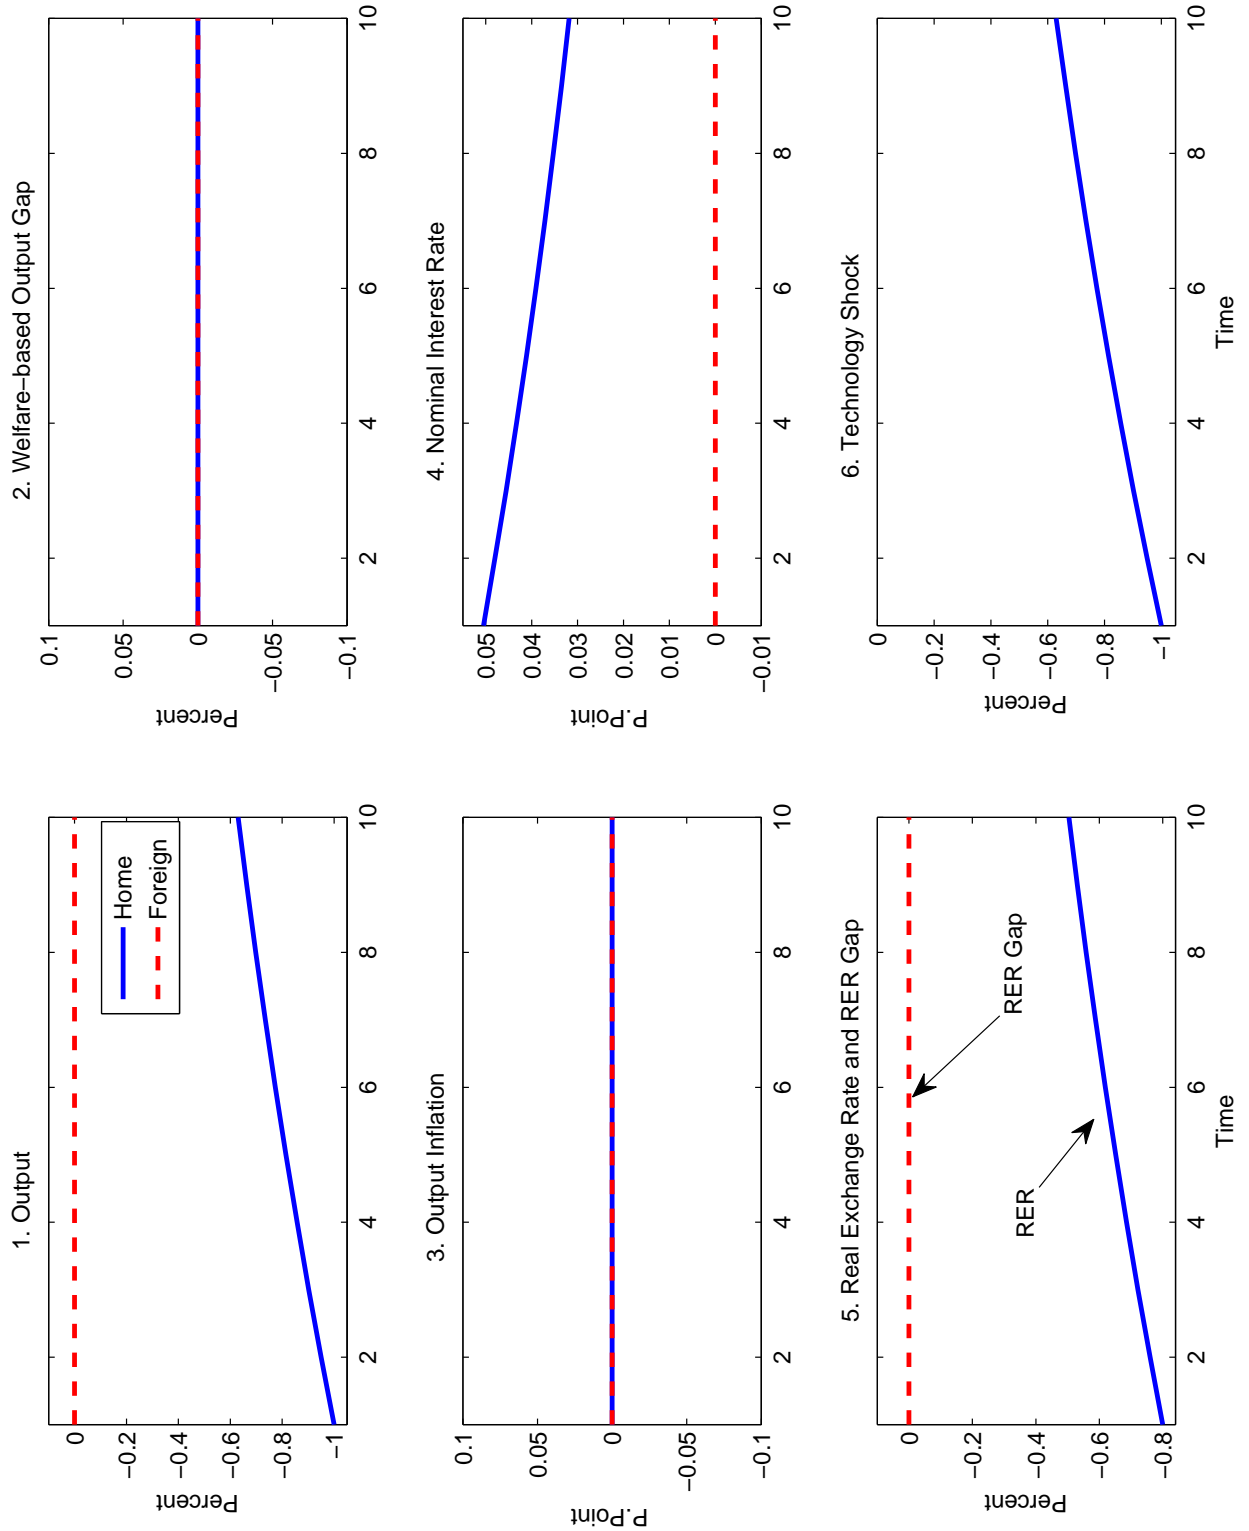 1. Output
Percent
0
−0.2
−0.4
−0.6
−0.8
−1
2 4 6 8 10
Home
Foreign
2. Welfare−based Output Gap
Percent
0.1
0.05
0
−0.05
−0.1
2 4 6 8 10
3. Output Inflation
P.Point
0.1
0.05
0
−0.05
−0.1
2 4 6 8 10
4. Nominal Interest Rate
P.Point
0.05
0.04
0.03
0.02
0.01
0
−0.01
2 4 6 8 10
5. Real Exchange Rate and RER Gap
Percent
0
−0.2
−0.4
−0.6
−0.8
2 4 6 8 10
RER Gap
RER
Time
6. Technology Shock
Percent
0
−0.2
−0.4
−0.6
−0.8
−1
2 4 6 8 10
Time